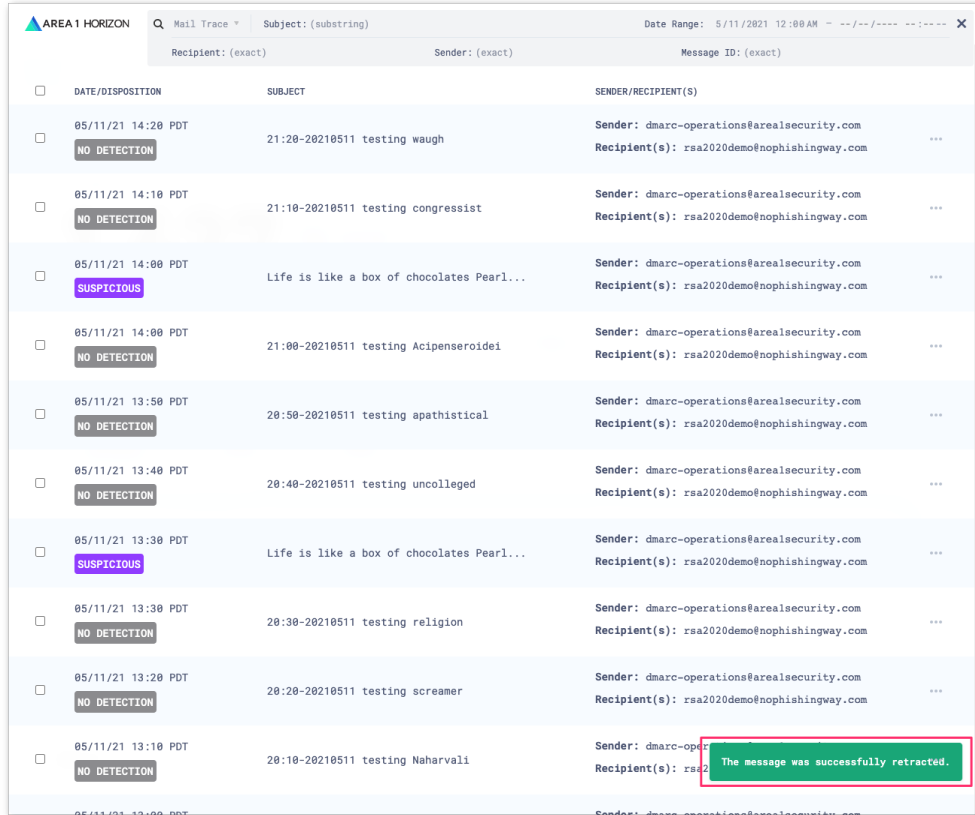 AREA 1 HORIZON
Mail Trace
Subject: (substring)
Date Range: 5/11/2021 12:00AM – --/--/---- --:-- --
Recipient: (exact)
Sender: (exact)
Message ID: (exact)
DATE/DISPOSITION SUBJECT SENDER/RECIPIENT(S)
05/11/21 14:20 PDT
NO DETECTION
21:20-20210511 testing waugh
Sender: dmarc-operations@arealsecurity.com
Recipient(s): rsa2020demo@nophishingway.com
05/11/21 14:10 PDT
NO DETECTION
21:10-20210511 testing congressist
Sender: dmarc-operations@arealsecurity.com
Recipient(s): rsa2020demo@nophishingway.com
05/11/21 14:00 PDT
SUSPICIOUS
Life is like a box of chocolates Pearl...
Sender: dmarc-operations@arealsecurity.com
Recipient(s): rsa2020demo@nophishingway.com
05/11/21 14:00 PDT
NO DETECTION
21:00-20210511 testing Acipenseroidei
Sender: dmarc-operations@arealsecurity.com
Recipient(s): rsa2020demo@nophishingway.com
05/11/21 13:50 PDT
NO DETECTION
20:50-20210511 testing apathistical
Sender: dmarc-operations@arealsecurity.com
Recipient(s): rsa2020demo@nophishingway.com
05/11/21 13:40 PDT
NO DETECTION
20:40-20210511 testing uncolleged
Sender: dmarc-operations@arealsecurity.com
Recipient(s): rsa2020demo@nophishingway.com
05/11/21 13:30 PDT
SUSPICIOUS
Life is like a box of chocolates Pearl...
Sender: dmarc-operations@arealsecurity.com
Recipient(s): rsa2020demo@nophishingway.com
05/11/21 13:30 PDT
NO DETECTION
20:30-20210511 testing religion
Sender: dmarc-operations@arealsecurity.com
Recipient(s): rsa2020demo@nophishingway.com
05/11/21 13:20 PDT
NO DETECTION
20:20-20210511 testing screamer
Sender: dmarc-operations@arealsecurity.com
Recipient(s): rsa2020demo@nophishingway.com
05/11/21 13:10 PDT
NO DETECTION
20:10-20210511 testing Naharvali
Sender: dmarc-oper
Recipient(s): rsa2
The message was successfully retracted.